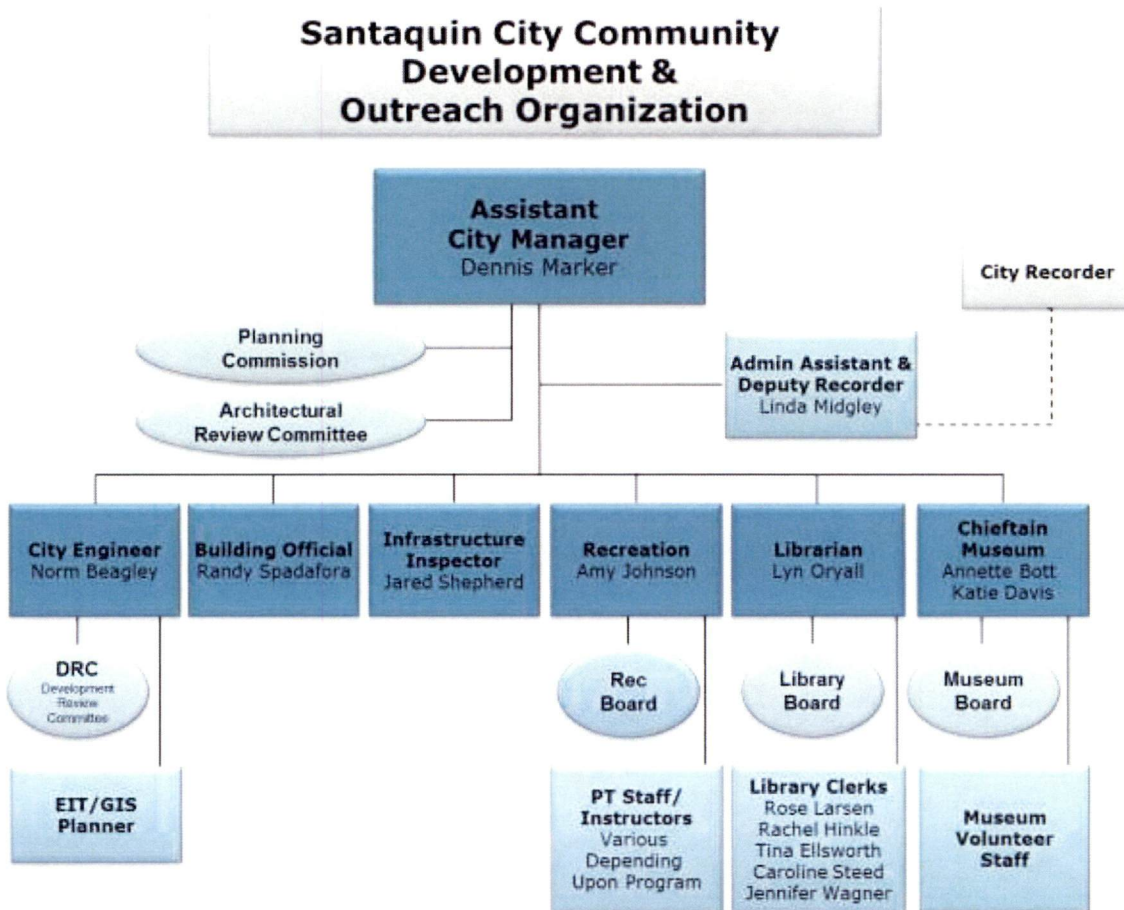 Santaquin City Community
Development &
Outreach Organization
Assistant
City Manager
Dennis Marker
City Recorder
Planning
Commission
Admin Assistant &
Deputy Recorder
Linda Midgley
Architectural
Review Committee
City Engineer
Norm Beagley
Building Official
Randy Spadafora
Infrastructure
Inspector
Jared Shepherd
Recreation
Amy Johnson
Librarian
Lyn Oryall
Chieftain
Museum
Annette Bott
Katie Davis
DRC
Development
Review
Committee
Rec
Board
Library
Board
Museum
Board
EIT/GIS
Planner
PT Staff/
Instructors
Various
Depending
Upon Program
Library Clerks
Rose Larsen
Rachel Hinkle
Tina Ellsworth
Caroline Steed
Jennifer Wagner
Museum
Volunteer
Staff